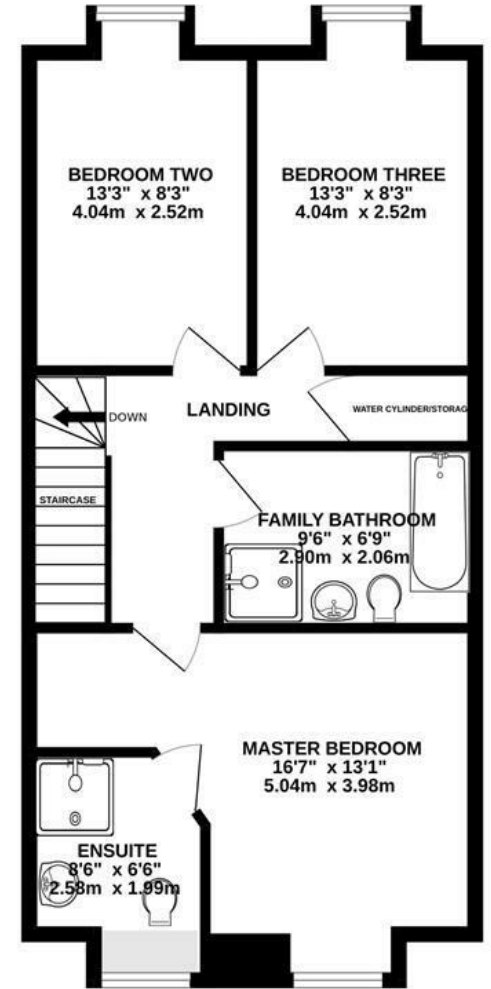 BEDROOM TWO
13'3" x 8'3"
4.04m x 2.52m
BEDROOM THREE
13'3" x 8'3"
4.04m x 2.52m
DOWN
LANDING
WATER CYLINDER/STORAG
STAIRCASE
FAMILY BATHROOM
9'6" x 6'9"
2.90m x 2.06m
MASTER BEDROOM
16'7" x 13'1"
5.04m x 3.98m
ENSUITE
8'6" x 6'6"
2.58m x 1.99m